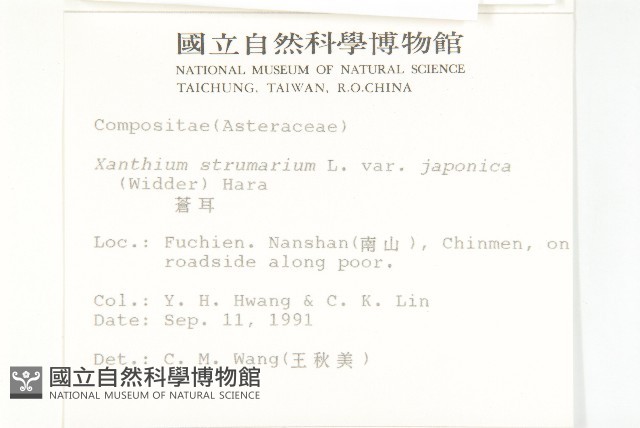 國立自然科學博物館
NATIONAL MUSEUM OF NATURAL SCIENCE
TAICHUNG, TAIWAN, R.O.CHINA
Compositae(Asteraceae)
Xanthium strumarium L. var. japonica
(Widder) Hara
蒼耳
Loc.: Fuchien. Nanshan(南山), Chinmen, on
roadside along poor.
Col.: Y. H. Hwang & C. K. Lin
Date: Sep. 11, 1991
Det.: C. M. Wang(王秋美)
國立自然科學博物館
NATIONAL MUSEUM OF NATURAL SCIENCE